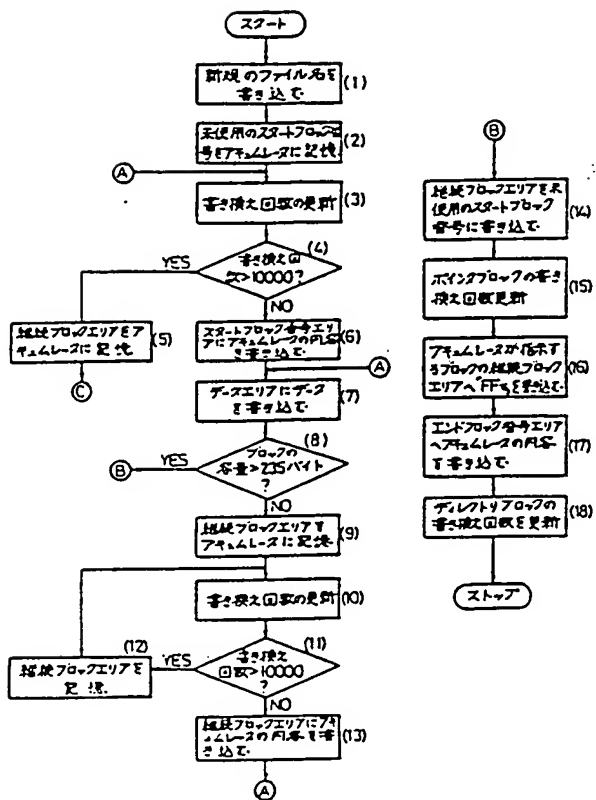 スタート
新規のファイル名を
書き込む
(1)
未使用のスタートブロック番
号をアキュムレータに記憶
(2)
A
書き換え回数の更新
(3)
(4)
書き換え回
数>10000?
YES
NO
継続ブロックエリアをア
キュムレータに記憶
(5)
C
スタートブロック番号エリ
アにアキュムレータの内容
を書き込む
(6)
A
データエリアにデータ
を書き込む
(7)
(8)
ブロックの
容量>235バイト
?
YES
B
NO
継続ブロックエリアを
アキュムレータに記憶
(9)
書き換え回数の更新
(10)
(11)
書き換え
回数>10000
?
YES
(12)
継続ブロックエリアを
記憶
NO
継続ブロックエリアにアキ
ュムレータの内容を書
き込む
(13)
A
B
継続ブロックエリアを未
使用のスタートブロック
番号に書き込む
(14)
ポインタブロックの書き
換え回数更新
(15)
アキュムレータが指示す
るブロックの継続ブロック
エリアへ"FFH"を書き込む
(16)
エンドブロック番号エリア
へアキュムレータの内容
を書き込む
(17)
ディレクトリブロックの
書き換え回数を更新
(18)
ストップ